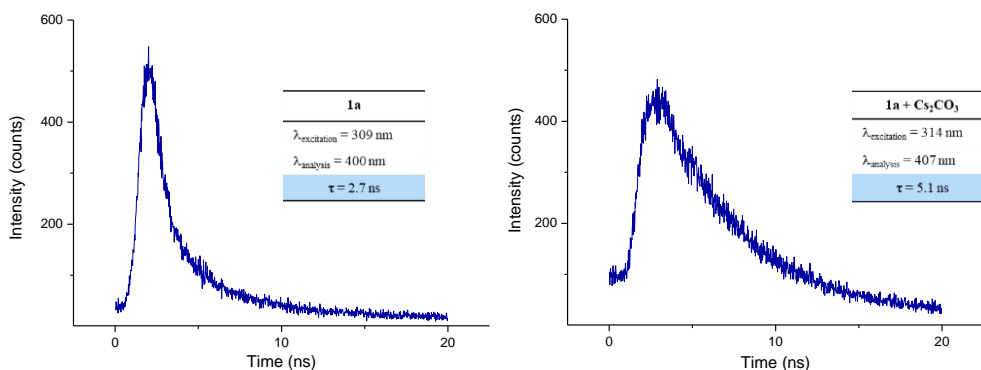 600
400
200
Intensity (counts)
0
10
20
Time (ns)
1a
λexcitation = 309 nm
λanalysis = 400 nm
τ = 2.7 ns
600
400
200
Intensity (counts)
0
10
20
Time (ns)
1a + Cs₂CO₃
λexcitation = 314 nm
λanalysis = 407 nm
τ = 5.1 ns